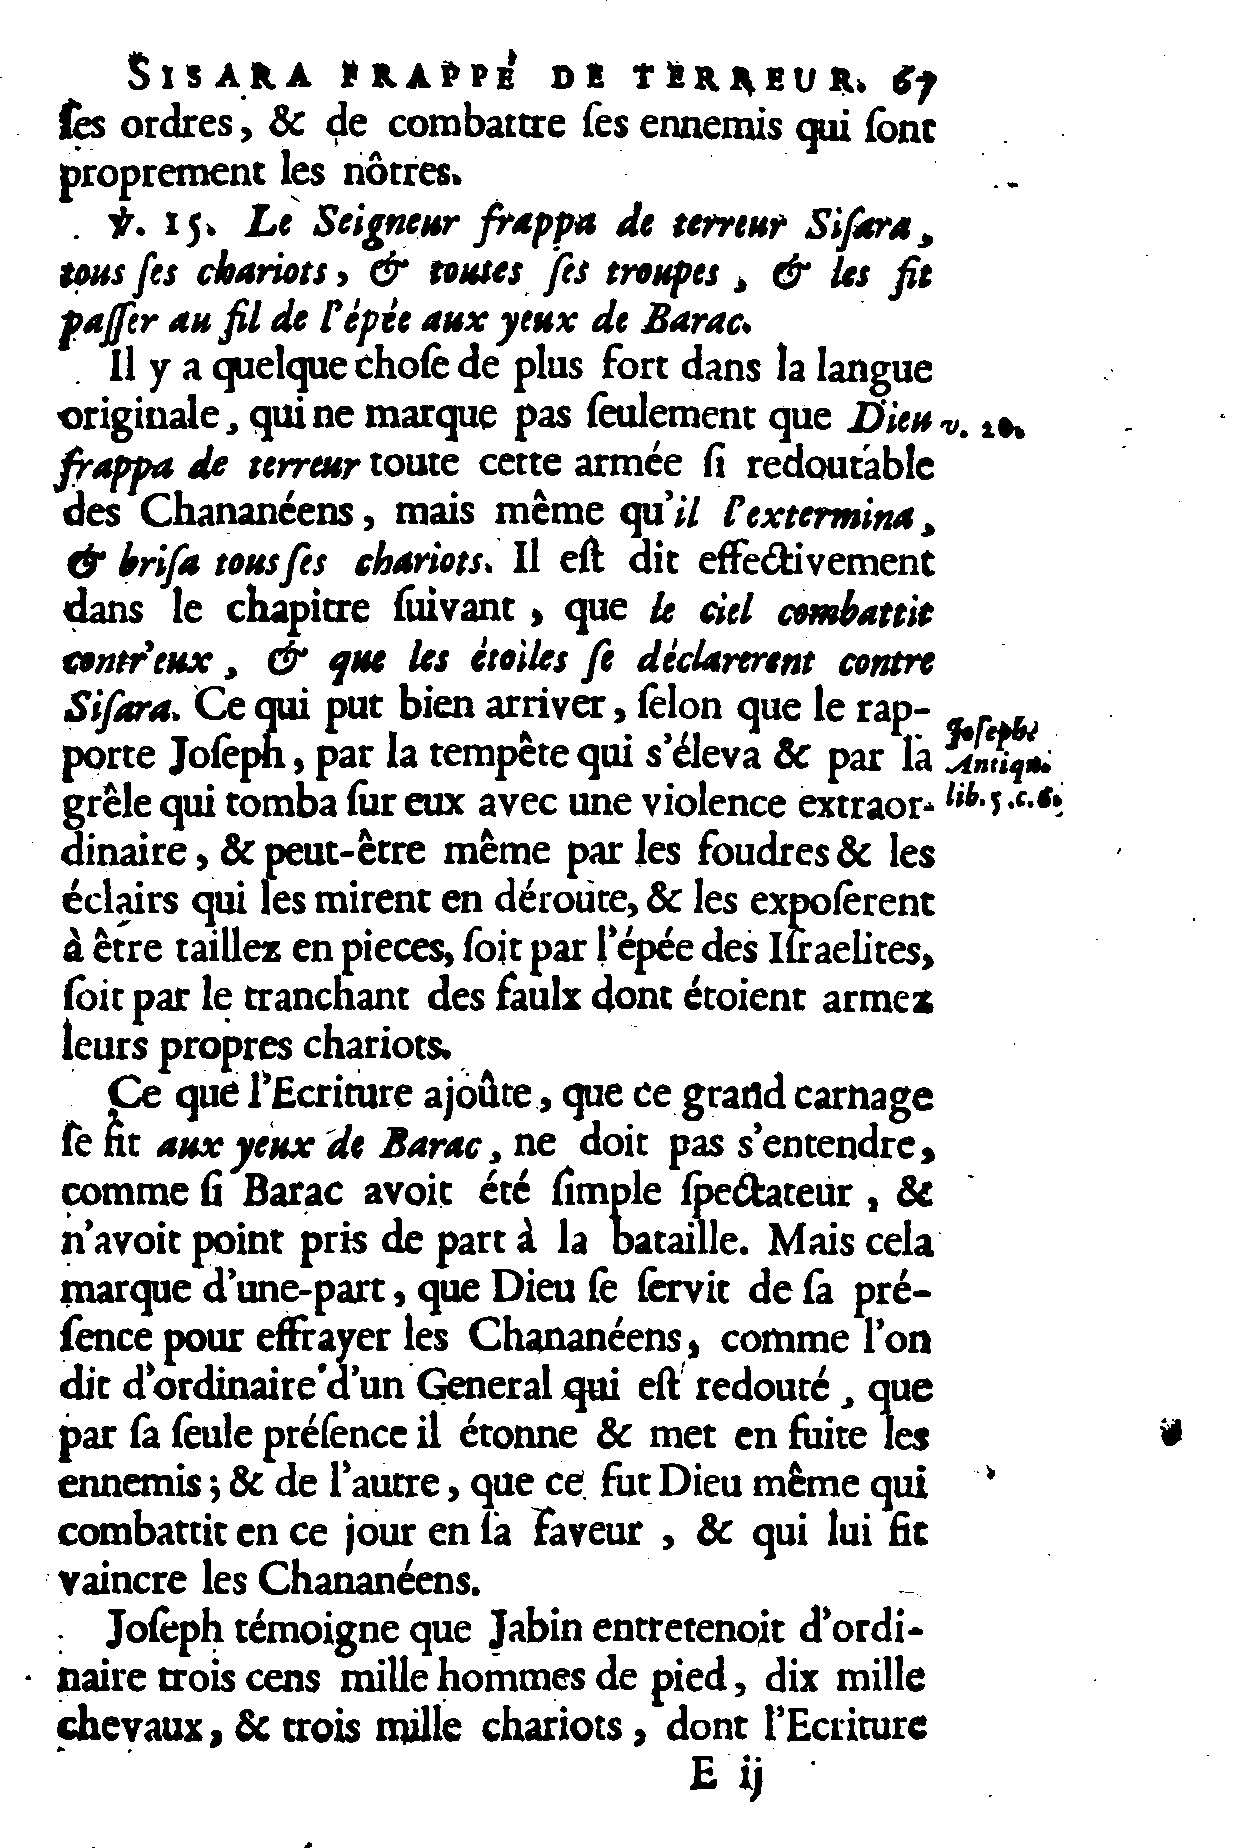 SISARA FRAPPÉ DE TERREUR. 67
ſes ordres, & de combattre ſes ennemis qui ſont
proprement les nôtres.
℣. 15. Le Seigneur frappa de terreur Siſara,
tous ſes chariots, & toutes ſes troupes, & les fit
paſſer au fil de l'épée aux yeux de Barac.
Il y a quelque choſe de plus fort dans la langue
originale, qui ne marque pas ſeulement que Dieu
v. 20.
frappa de terreur toute cette armée ſi redoutable
des Chananéens, mais même qu'il l'extermina,
& briſa tous ſes chariots. Il eſt dit effectivement
dans le chapitre ſuivant, que le ciel combattit
contr'eux, & que les étoiles ſe déclarerent contre
Siſara. Ce qui put bien arriver, ſelon que le rap-
porte Joſeph, par la tempête qui s'éleva & par la
grêle qui tomba ſur eux avec une violence extraor-
Joſeph.
Antiqu.
lib. 5. c. 6.
dinaire, & peut-être même par les foudres & les
éclairs qui les mirent en déroute, & les expoſerent
à être taillez en pieces, ſoit par l'épée des Iſraelites,
ſoit par le tranchant des faulx dont étoient armez
leurs propres chariots.
Ce que l'Ecriture ajoûte, que ce grand carnage
ſe fit aux yeux de Barac, ne doit pas s'entendre,
comme ſi Barac avoit été ſimple ſpectateur, &
n'avoit point pris de part à la bataille. Mais cela
marque d'une-part, que Dieu ſe ſervit de ſa pré-
ſence pour effrayer les Chananéens, comme l'on
dit d'ordinaire d'un General qui eſt redouté, que
par ſa ſeule préſence il étonne & met en fuite les
ennemis; & de l'autre, que ce fut Dieu même qui
combattit en ce jour en ſa faveur, & qui lui fit
vaincre les Chananéens.
Joſeph témoigne que Jabin entretenoit d'ordi-
naire trois cens mille hommes de pied, dix mille
chevaux, & trois mille chariots, dont l'Ecriture
E ij